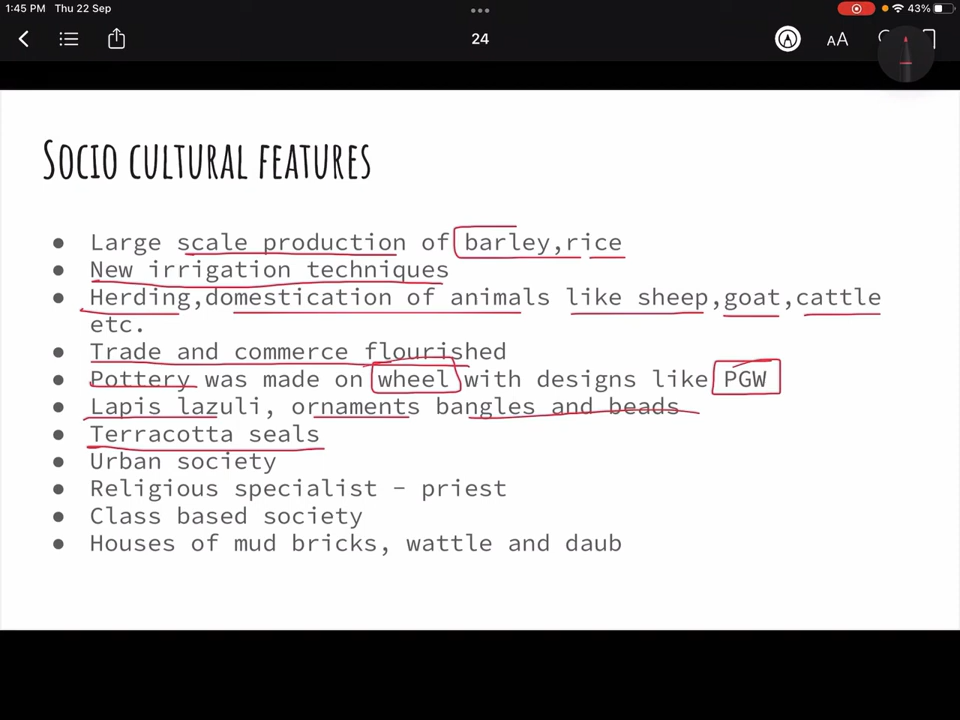 1:45 PM Thu 22 Sep
43%
24
AA
Socio cultural features
● Large scale production of barley,rice
● New irrigation techniques
● Herding,domestication of animals like sheep,goat,cattle
etc.
● Trade and commerce flourished
● Pottery was made on wheel with designs like PGW
● Lapis lazuli, ornaments bangles and beads
● Terracotta seals
● Urban society
● Religious specialist – priest
● Class based society
● Houses of mud bricks, wattle and daub